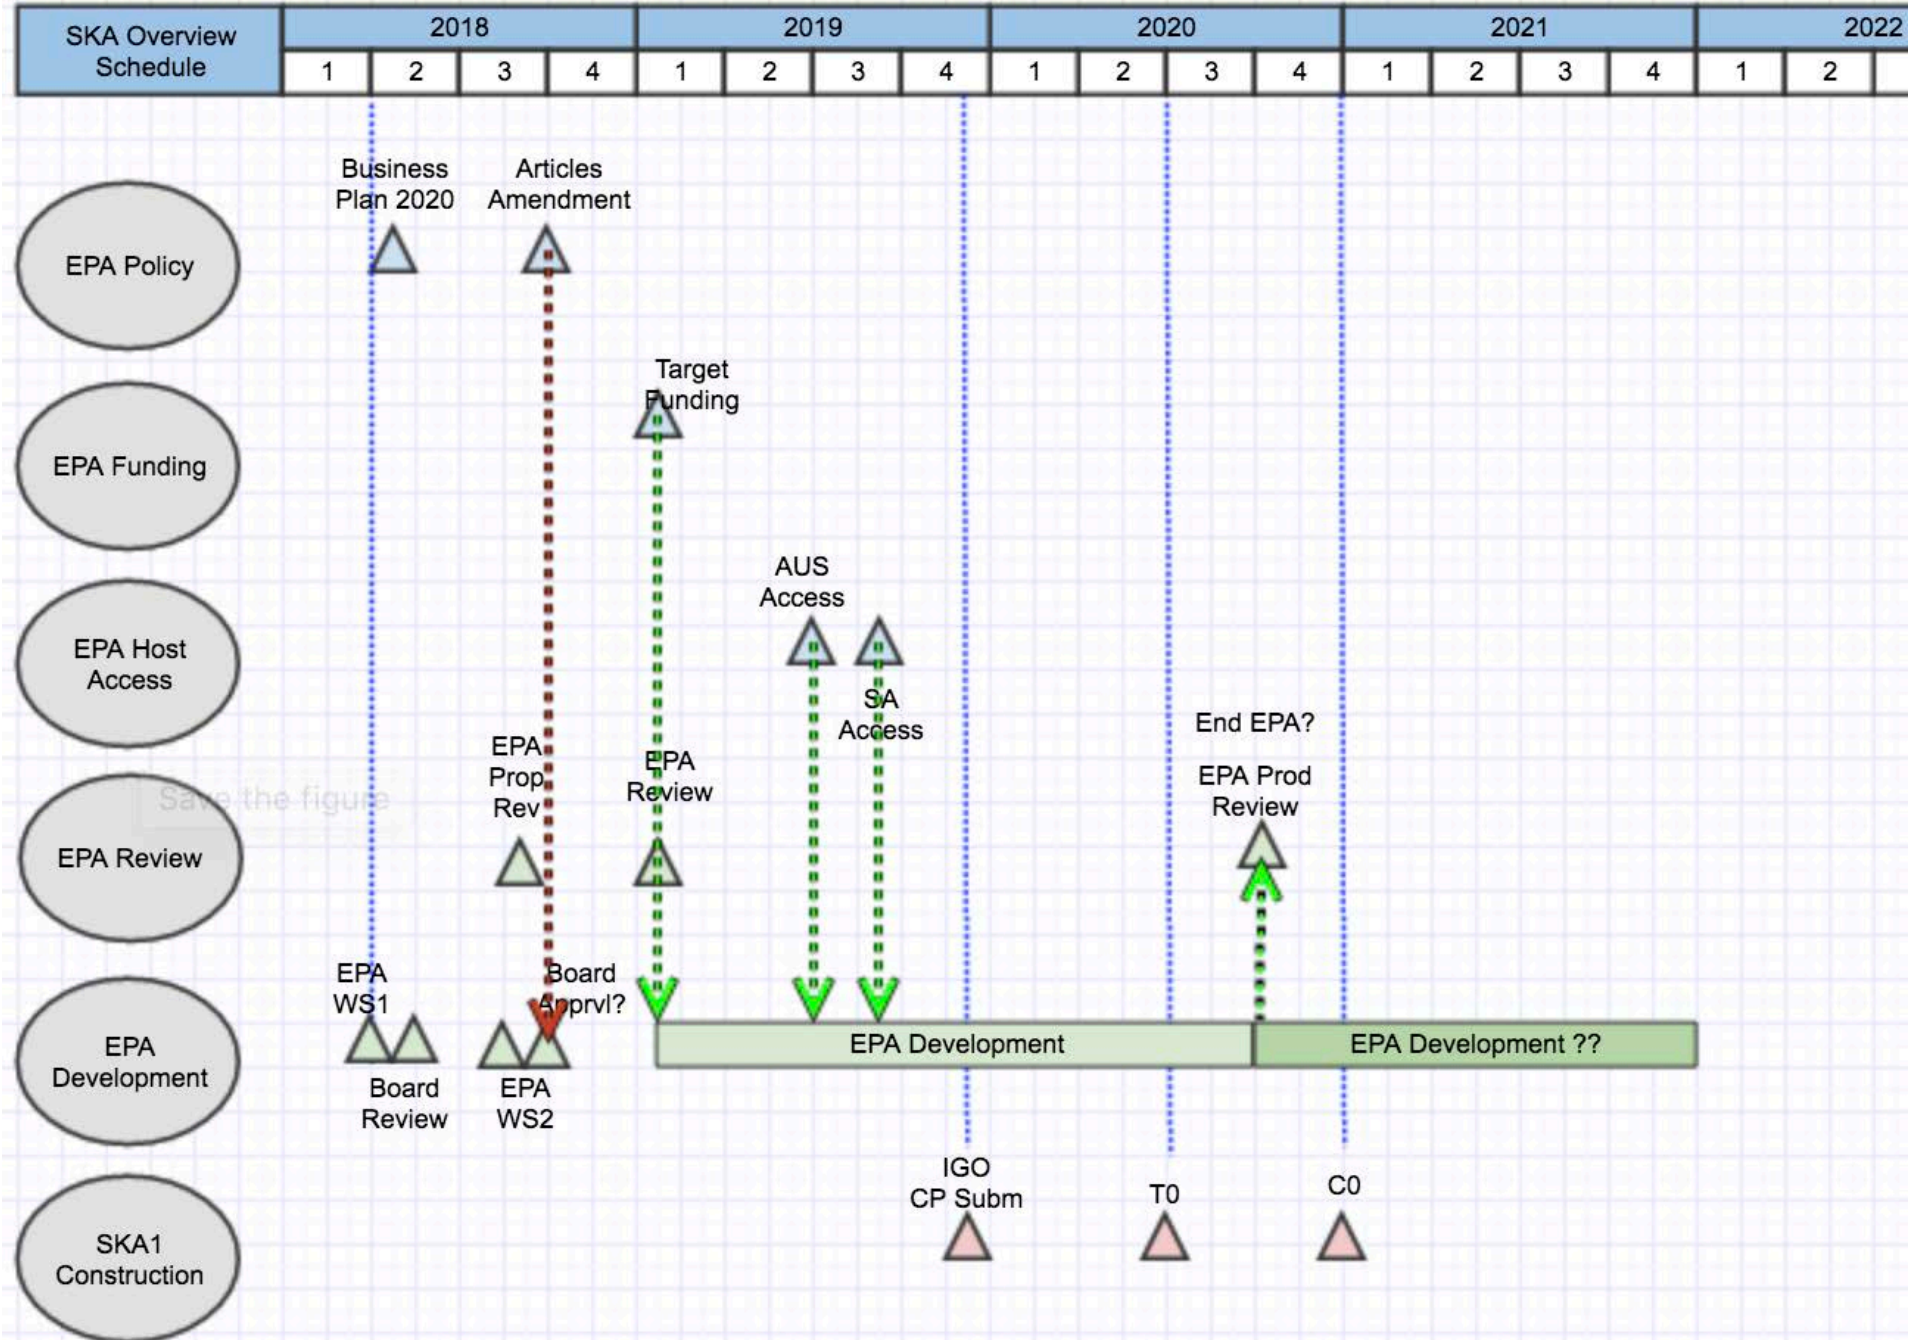 SKA Overview
Schedule
2018
2019
2020
2021
2022
1 2 3 4 1 2 3 4 1 2 3 4 1 2 3 4 1 2
Business
Plan 2020
Articles
Amendment
EPA Policy
Target
Funding
EPA Funding
AUS
Access
EPA Host
Access
SA
Access
End EPA?
EPA
Prop
Rev
EPA
Review
EPA Prod
Review
Save the figure
EPA Review
EPA
WS1
Board
Apprvl?
EPA
Development
EPA Development
EPA Development ??
Board
Review
EPA
WS2
IGO
CP Subm
T0
C0
SKA1
Construction